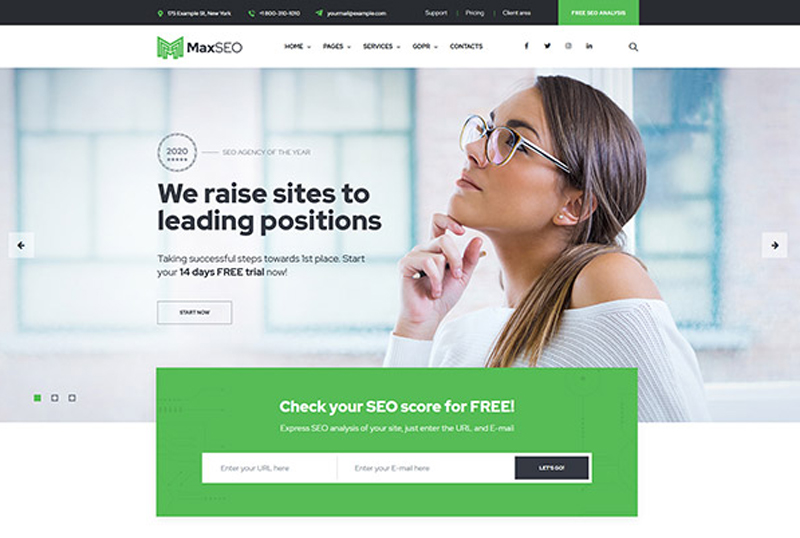 175 Example St, New York
+1 800-310-1010
yourmail@example.com
Support
Pricing
Client area
FREE SEO ANALYSIS
MaxSEO
HOME
PAGES
SERVICES
GDPR
CONTACTS
2020
SEO AGENCY OF THE YEAR
We raise sites to
leading positions
Taking successful steps towards 1st place. Start
your 14 days FREE trial now!
START NOW
Check your SEO score for FREE!
Express SEO analysis of your site, just enter the URL and E-mail
Enter your URL here
Enter your E-mail here
LET'S GO!